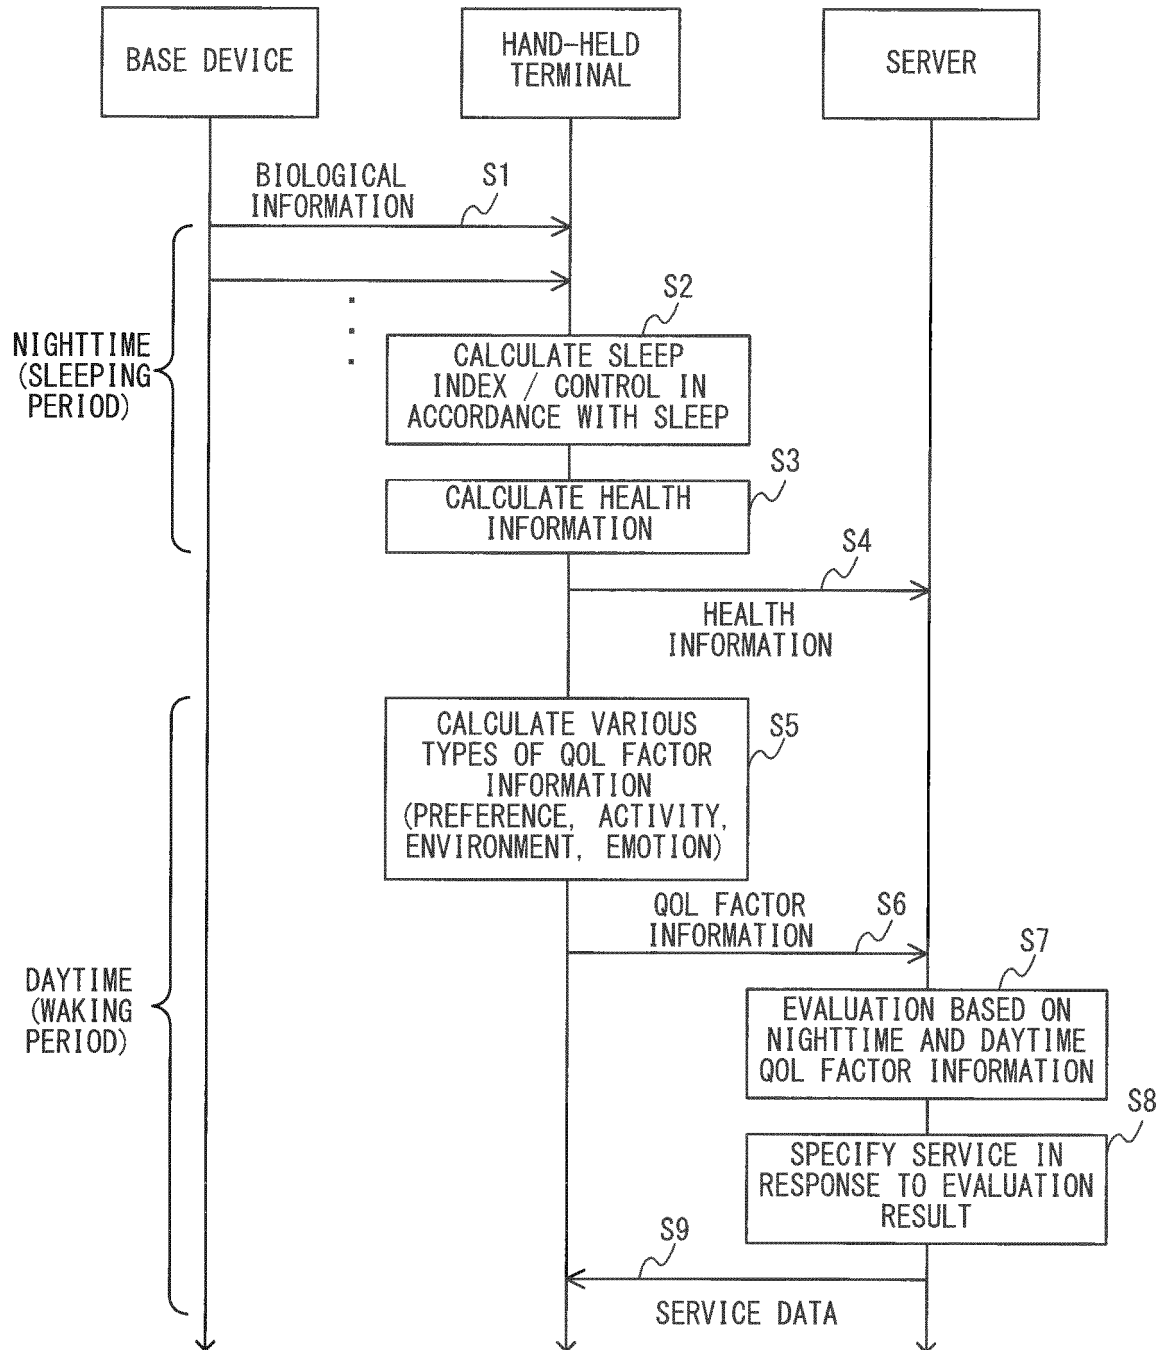 BASE DEVICE
HAND-HELD
TERMINAL
SERVER
BIOLOGICAL
INFORMATION
S1
NIGHTTIME
(SLEEPING
PERIOD)
S2
CALCULATE SLEEP
INDEX / CONTROL IN
ACCORDANCE WITH SLEEP
S3
CALCULATE HEALTH
INFORMATION
S4
HEALTH
INFORMATION
CALCULATE VARIOUS
TYPES OF QOL FACTOR
INFORMATION
(PREFERENCE, ACTIVITY,
ENVIRONMENT, EMOTION)
S5
QOL FACTOR
INFORMATION
S6
DAYTIME
(WAKING
PERIOD)
S7
EVALUATION BASED ON
NIGHTTIME AND DAYTIME
QOL FACTOR INFORMATION
S8
SPECIFY SERVICE IN
RESPONSE TO EVALUATION
RESULT
S9
SERVICE DATA